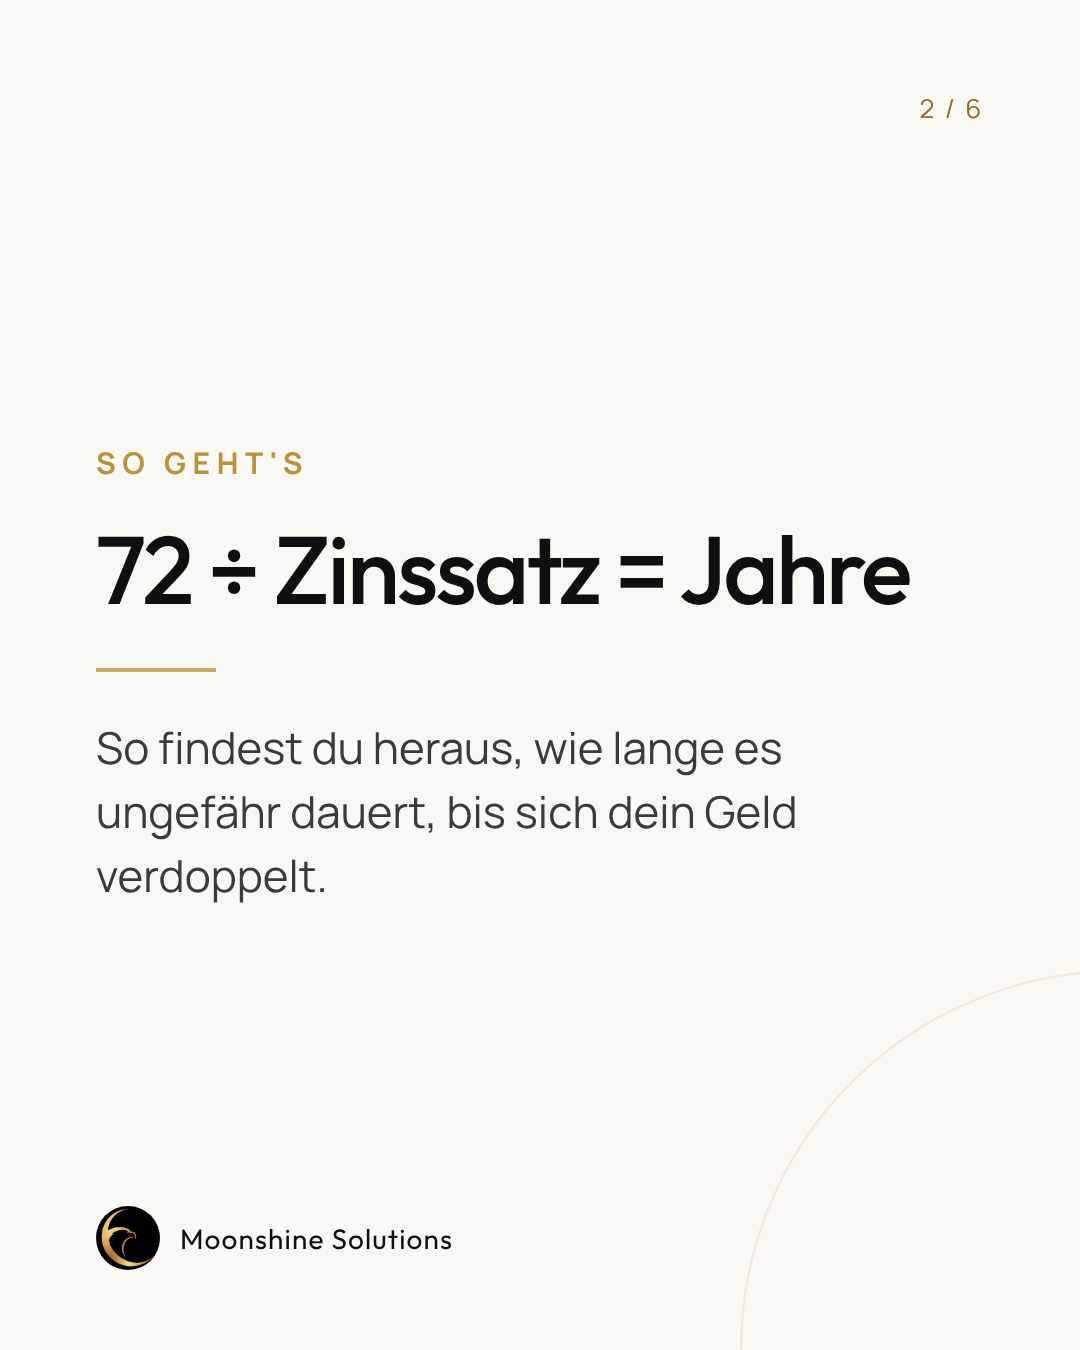 2 / 6
SO GEHT'S
72 ÷ Zinssatz = Jahre
So findest du heraus, wie lange es
ungefähr dauert, bis sich dein Geld
verdoppelt.
Moonshine Solutions